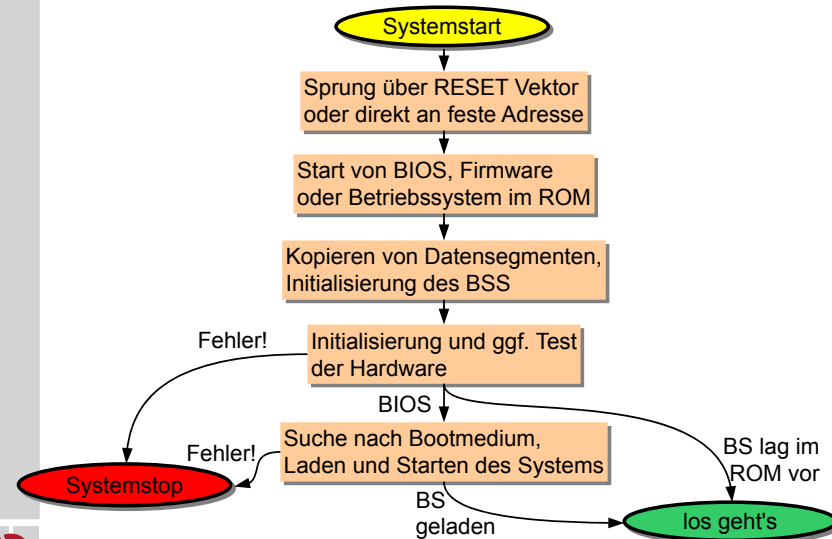 Systemstart
Sprung über RESET Vektor
oder direkt an feste Adresse
Start von BIOS, Firmware
oder Betriebssystem im ROM
Kopieren von Datensegmenten,
Initialisierung des BSS
Fehler!
Initialisierung und ggf. Test
der Hardware
BIOS
BS lag im
ROM vor
Fehler!
Suche nach Bootmedium,
Laden und Starten des Systems
Systemstop
BS
geladen
los geht's